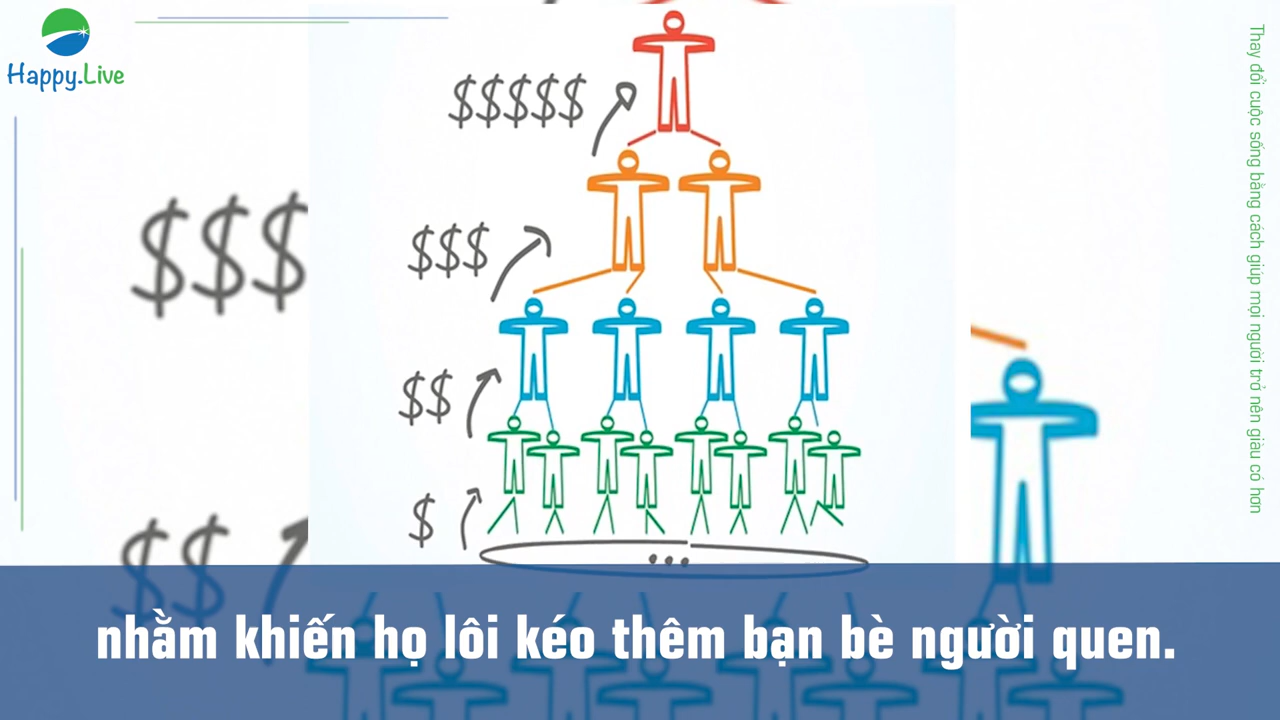 Happy.Live
Thay đổi cuộc sống bằng cách giúp mọi người trở nên giàu có hơn
$$$$$
$$$
$$$
$$
$$
$
nhằm khiến họ lôi kéo thêm bạn bè người quen.